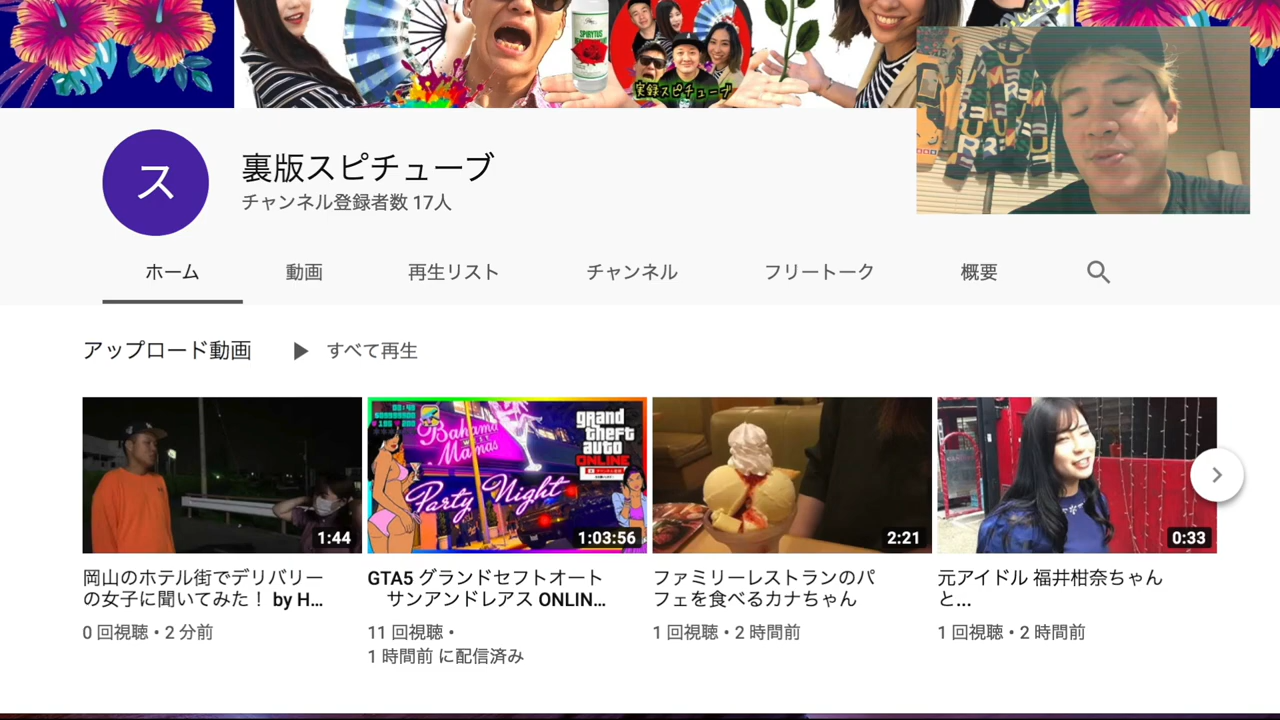 SPIRYTUS
実録スピチューブ
ス
裏版スピチューブ
チャンネル登録者数 17人
ホーム
動画
再生リスト
チャンネル
フリートーク
概要
アップロード動画
すべて再生
1:44
Bahama
Mamas
Party Night
grand
theft
auto
ONLINE
1:03:56
2:21
0:33
岡山のホテル街でデリバリー
の女子に聞いてみた！ by H...
0 回視聴・2 分前
GTA5 グランドセフトオート
サンアンドレアス ONLIN...
11 回視聴・
1 時間前 に配信済み
ファミリーレストランのパ
フェを食べるカナちゃん
1 回視聴・2 時間前
元アイドル 福井柑奈ちゃん
と...
1 回視聴・2 時間前